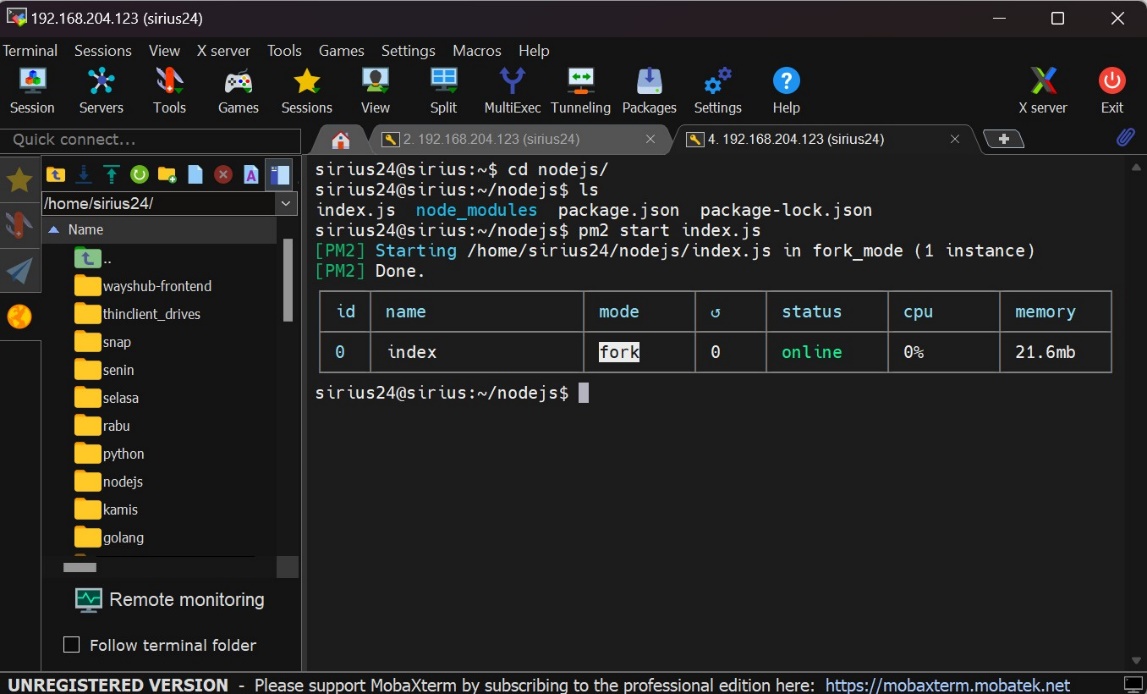 192.168.204.123 (sirius24)
Terminal Sessions View X server Tools Games Settings Macros Help
Session Servers Tools Games Sessions View Split MultiExec Tunneling Packages Settings Help X server Exit
Quick connect...
2. 192.168.204.123 (sirius24)
4. 192.168.204.123 (sirius24)
/home/sirius24/
Name
..
wayshub-frontend
thinclient_drives
snap
senin
selasa
rabu
python
nodejs
kamis
golang
Remote monitoring
Follow terminal folder
sirius24@sirius:~$ cd nodejs/
sirius24@sirius:~/nodejs$ ls
index.js node_modules package.json package-lock.json
sirius24@sirius:~/nodejs$ pm2 start index.js
[PM2] Starting /home/sirius24/nodejs/index.js in fork_mode (1 instance)
[PM2] Done.
id name mode ↺ status cpu memory
0 index fork 0 online 0% 21.6mb
sirius24@sirius:~/nodejs$
UNREGISTERED VERSION - Please support MobaXterm by subscribing to the professional edition here: https://mobaxterm.mobatek.net